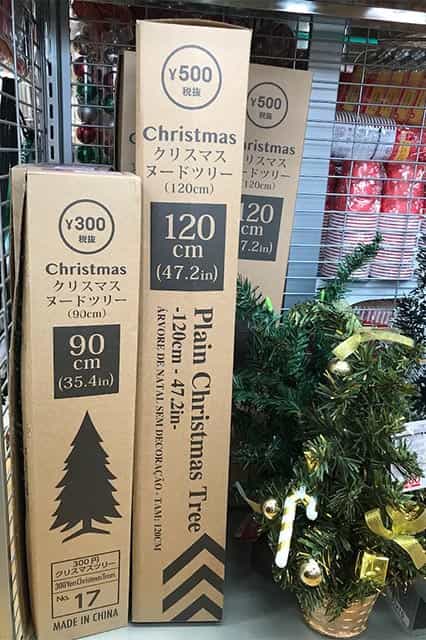 ¥300
税抜
Christmas
クリスマス
ヌードツリー
(90cm)
90
cm
(35.4in)
300円
クリスマスツリー
300Yen Christmas Trees
No. 17
MADE IN CHINA
¥500
税抜
Christmas
クリスマス
ヌードツリー
(120cm)
120
cm
(47.2in)
Plain Christmas Tree
-120cm - 47.2in-
ÁRVORE DE NATAL SEM DECORAÇÃO - TAM: 120CM
¥500
税抜
Christmas
クリスマス
ヌードツリー
(120cm)
120
cm
47.2in)